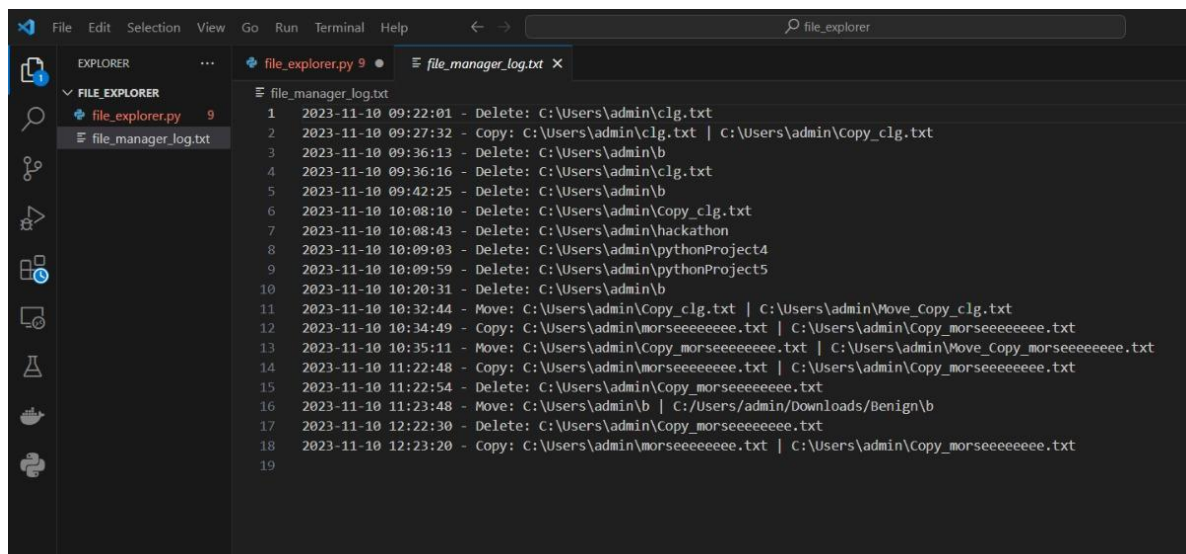 File Edit Selection View Go Run Terminal Help ← → file_explorer
EXPLORER ...
FILE_EXPLORER
file_explorer.py 9
file_manager_log.txt
1
file_explorer.py 9 ● file_manager_log.txt ×
file_manager_log.txt
1 2023-11-10 09:22:01 - Delete: C:\Users\admin\clg.txt
2 2023-11-10 09:27:32 - Copy: C:\Users\admin\clg.txt | C:\Users\admin\Copy_clg.txt
3 2023-11-10 09:36:13 - Delete: C:\Users\admin\b
4 2023-11-10 09:36:16 - Delete: C:\Users\admin\clg.txt
5 2023-11-10 09:42:25 - Delete: C:\Users\admin\b
6 2023-11-10 10:08:10 - Delete: C:\Users\admin\Copy_clg.txt
7 2023-11-10 10:08:43 - Delete: C:\Users\admin\hackathon
8 2023-11-10 10:09:03 - Delete: C:\Users\admin\pythonProject4
9 2023-11-10 10:09:59 - Delete: C:\Users\admin\pythonProject5
10 2023-11-10 10:20:31 - Delete: C:\Users\admin\b
11 2023-11-10 10:32:44 - Move: C:\Users\admin\Copy_clg.txt | C:\Users\admin\Move_Copy_clg.txt
12 2023-11-10 10:34:49 - Copy: C:\Users\admin\morseeeeeeee.txt | C:\Users\admin\Copy_morseeeeeeee.txt
13 2023-11-10 10:35:11 - Move: C:\Users\admin\Copy_morseeeeeeee.txt | C:\Users\admin\Move_Copy_morseeeeeeee.txt
14 2023-11-10 11:22:48 - Copy: C:\Users\admin\morseeeeeeee.txt | C:\Users\admin\Copy_morseeeeeeee.txt
15 2023-11-10 11:22:54 - Delete: C:\Users\admin\Copy_morseeeeeeee.txt
16 2023-11-10 11:23:48 - Move: C:\Users\admin\b | C:/Users/admin/Downloads/Benign\b
17 2023-11-10 12:22:30 - Delete: C:\Users\admin\Copy_morseeeeeeee.txt
18 2023-11-10 12:23:20 - Copy: C:\Users\admin\morseeeeeeee.txt | C:\Users\admin\Copy_morseeeeeeee.txt
19